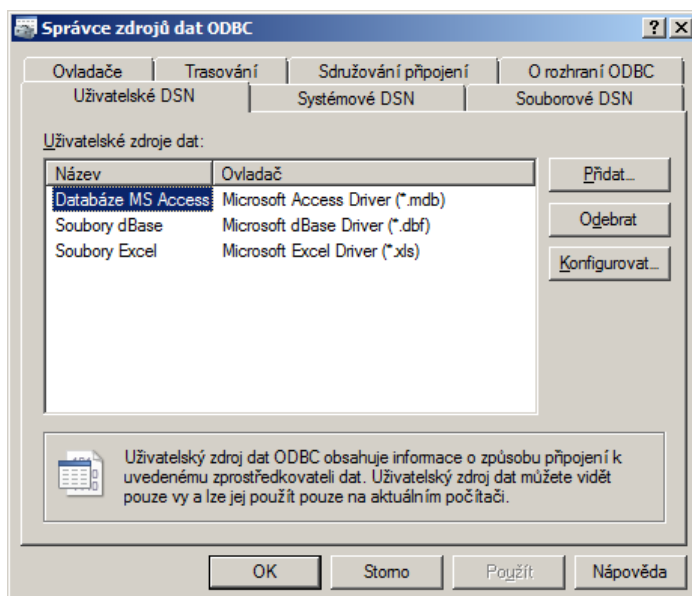 Správce zdrojů dat ODBC
Ovladače Trasování Sdružování připojení O rozhraní ODBC
Uživatelské DSN Systémové DSN Souborové DSN
Uživatelské zdroje dat:
Název Ovladač
Databáze MS Access Microsoft Access Driver (*.mdb)
Soubory dBase Microsoft dBase Driver (*.dbf)
Soubory Excel Microsoft Excel Driver (*.xls)
Přidat...
Odebrat
Konfigurovat...
Uživatelský zdroj dat ODBC obsahuje informace o způsobu připojení k
uvedenému zprostředkovateli dat. Uživatelský zdroj dat můžete vidět
pouze vy a lze jej použít pouze na aktuálním počítači.
OK Storno Použít Nápověda